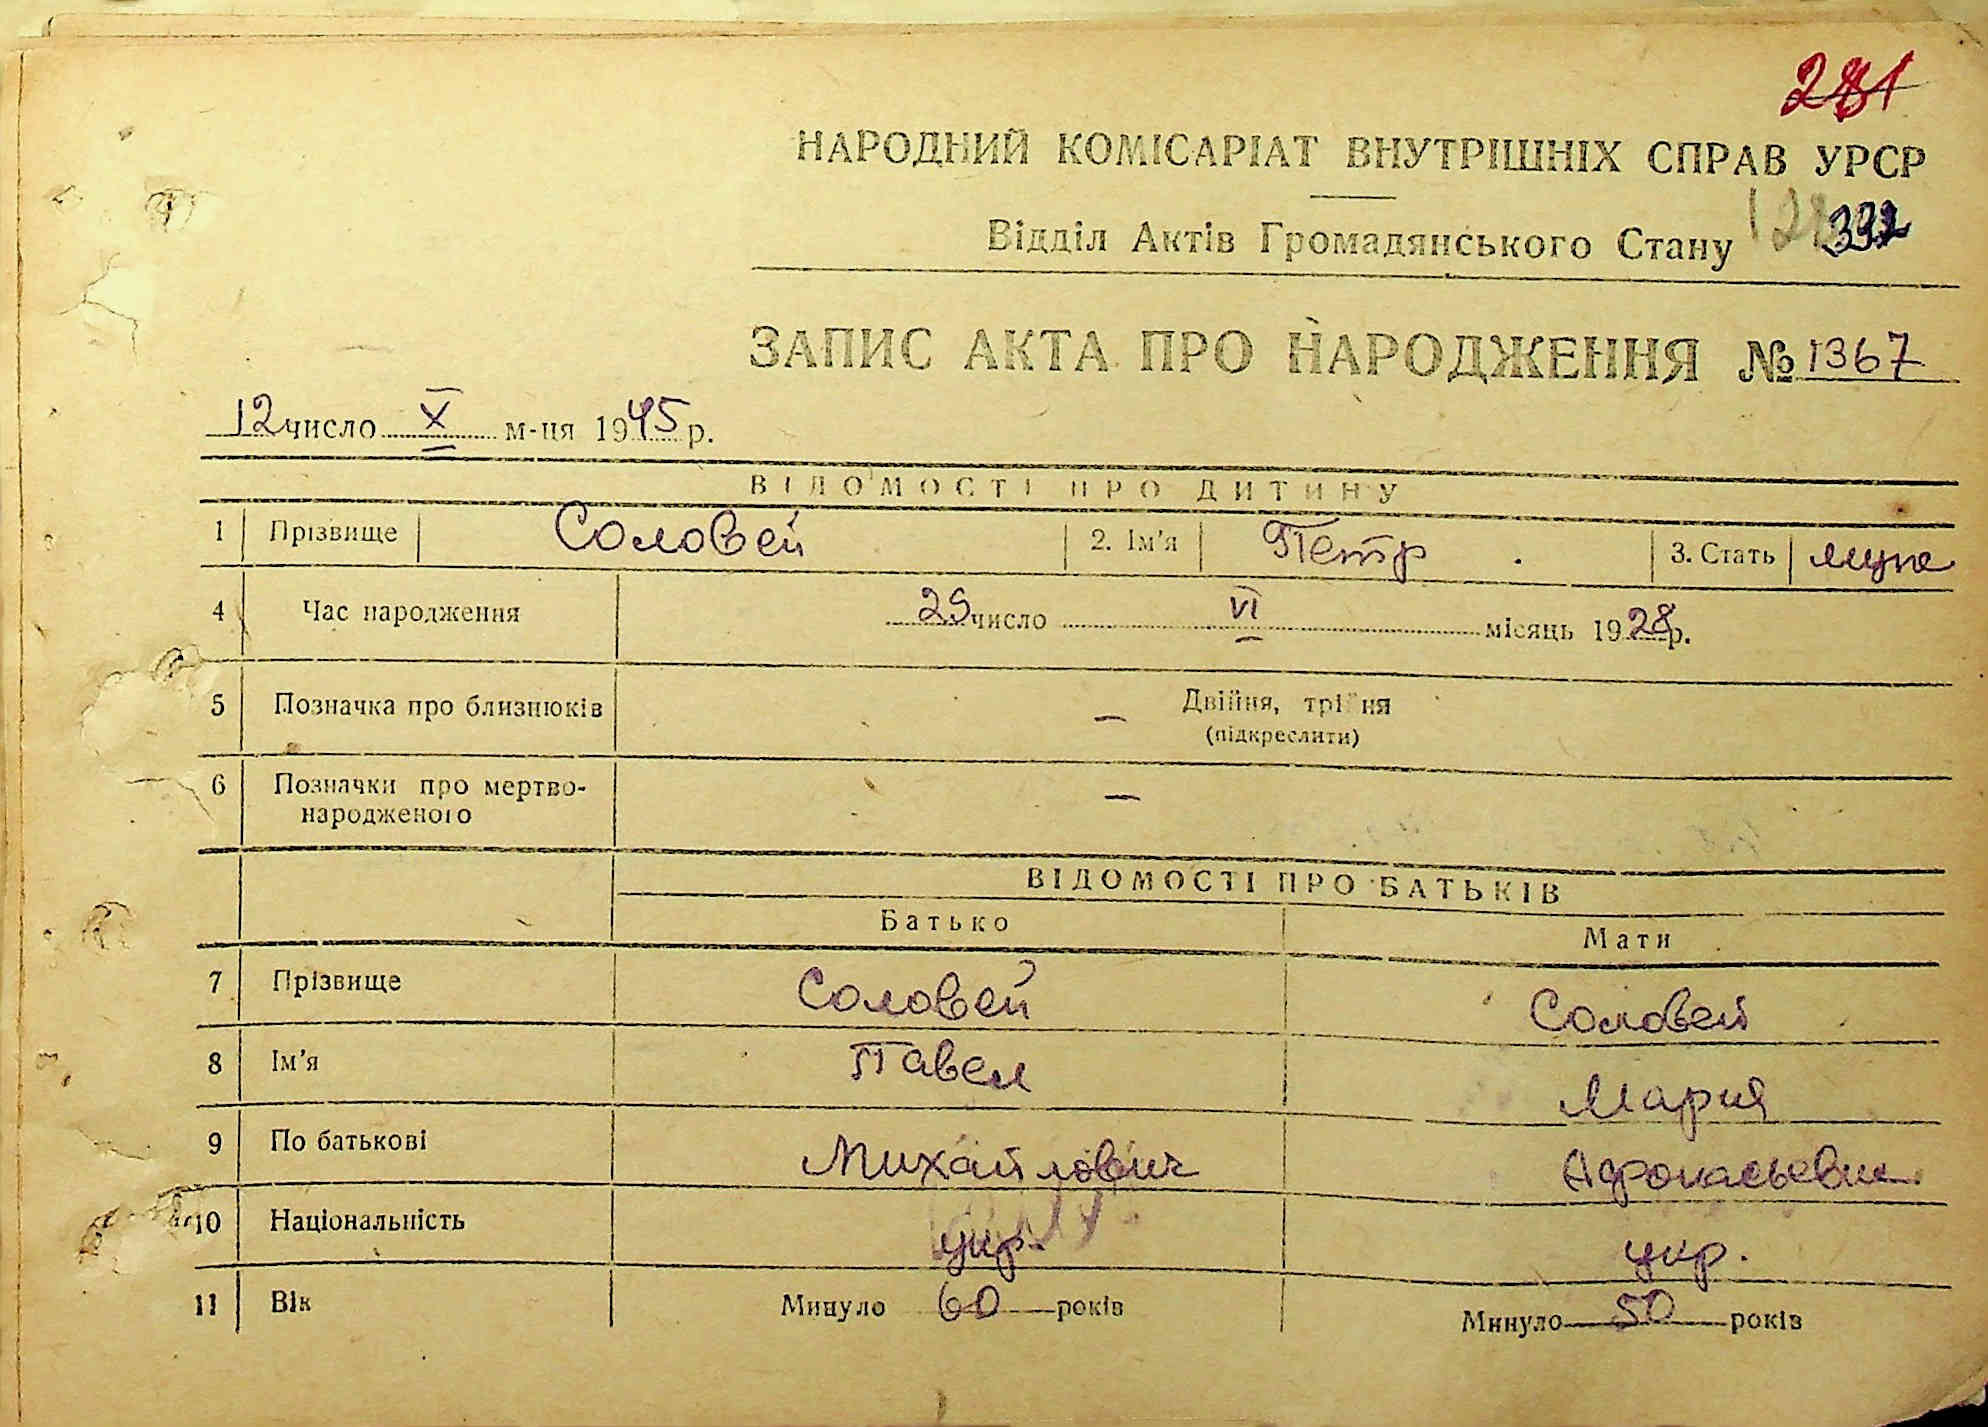 281
НАРОДНИЙ КОМІСАРІАТ ВНУТРІШНІХ СПРАВ УРСР
Відділ Актів Громадянського Стану
ЗАПИС АКТА ПРО НАРОДЖЕННЯ № 1367
12 число X м-ця 1945 р.
ВІДОМОСТІ ПРО ДИТИНУ
1 Прізвище Соловей 2. Ім'я Петр 3. Стать муж
4 Час народження 29 число VI місяць 1928 р.
5 Позначка про близнюків — Двійня, трійня
(підкреслити)
6 Позначки про мертво-
народженого —
ВІДОМОСТІ ПРО БАТЬКІВ
Батько Мати
7 Прізвище Соловей Соловей
8 Ім'я Павел Мария
9 По батькові Михайлович
10 Національність укр. укр.
11 Вік Минуло 60 років Минуло 50 років